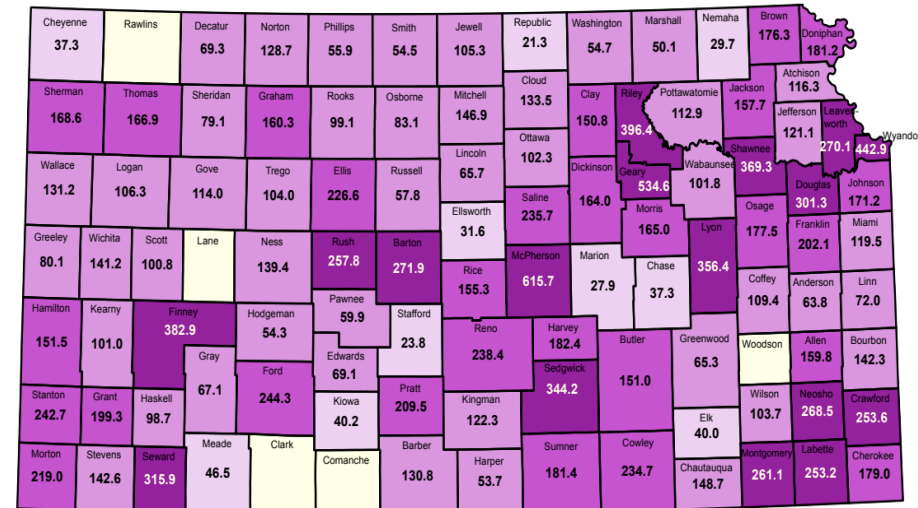 Cheyenne
37.3
Rawlins
Decatur
69.3
Norton
128.7
Phillips
55.9
Smith
54.5
Jewell
105.3
Republic
21.3
Washington
54.7
Marshall
50.1
Nemaha
29.7
Brown
176.3
Doniphan
181.2
Sherman
168.6
Thomas
166.9
Sheridan
79.1
Graham
160.3
Rooks
99.1
Osborne
83.1
Mitchell
146.9
Cloud
133.5
Clay
150.8
Riley
396.4
Pottawatomie
112.9
Jackson
157.7
Atchison
116.3
Jefferson
121.1
Leaven-
worth
270.1
Wyando
442.9
Ottawa
102.3
Lincoln
65.7
Wallace
131.2
Logan
106.3
Gove
114.0
Trego
104.0
Ellis
226.6
Russell
57.8
Dickinson
164.0
Geary
534.6
Wabaunsee
101.8
Shawnee
369.3
Douglas
301.3
Johnson
171.2
Ellsworth
31.6
Saline
235.7
Morris
165.0
Lyon
356.4
Osage
177.5
Franklin
202.1
Miami
119.5
Greeley
80.1
Wichita
141.2
Scott
100.8
Lane
Ness
139.4
Rush
257.8
Barton
271.9
Rice
155.3
McPherson
615.7
Marion
27.9
Chase
37.3
Coffey
109.4
Anderson
63.8
Linn
72.0
Hamilton
151.5
Kearny
101.0
Finney
382.9
Hodgeman
54.3
Pawnee
59.9
Stafford
23.8
Reno
238.4
Harvey
182.4
Butler
151.0
Greenwood
65.3
Woodson
Allen
159.8
Bourbon
142.3
Gray
67.1
Ford
244.3
Edwards
69.1
Kiowa
40.2
Pratt
209.5
Kingman
122.3
Sedgwick
344.2
Elk
40.0
Wilson
103.7
Neosho
268.5
Crawford
253.6
Stanton
242.7
Grant
199.3
Haskell
98.7
Morton
219.0
Stevens
142.6
Seward
315.9
Meade
46.5
Clark
Comanche
Barber
130.8
Harper
53.7
Sumner
181.4
Cowley
234.7
Chautauqua
148.7
Montgomery
261.1
Labette
253.2
Cherokee
179.0